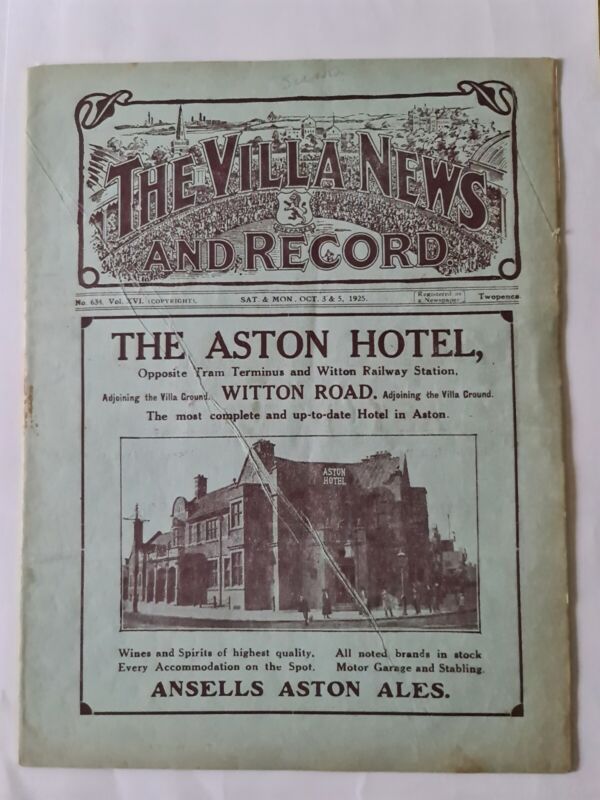 THE VILLA NEWS
AND RECORD.
No. 634. Vol. XVI. (COPYRIGHT). SAT. & MON. OCT. 3 & 5, 1925. Registered as a Newspaper Twopence.
THE ASTON HOTEL,
Opposite Tram Terminus and Witton Railway Station,
Adjoining the Villa Ground. WITTON ROAD. Adjoining the Villa Ground.
The most complete and up-to-date Hotel in Aston.
ASTON
HOTEL
Wines and Spirits of highest quality. All noted brands in stock
Every Accommodation on the Spot. Motor Garage and Stabling.
ANSELLS ASTON ALES.